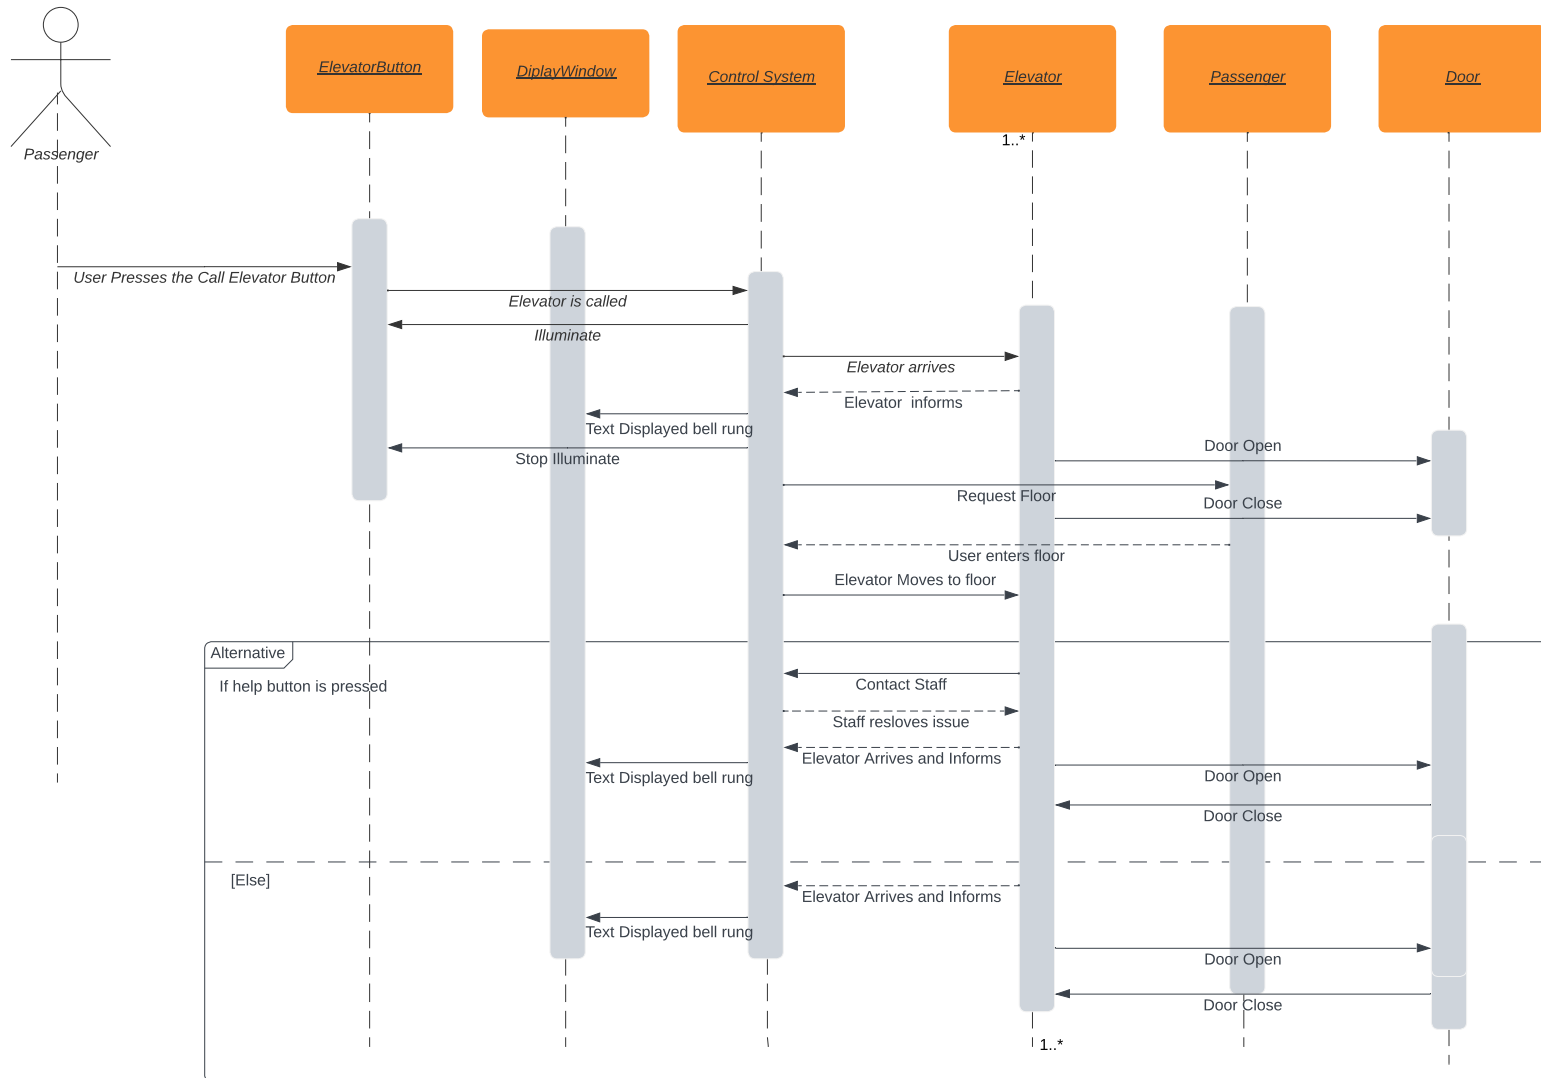 ElevatorButton
DiplayWindow
Control System
Elevator
Passenger
Door
1..*
Passenger
User Presses the Call Elevator Button
Elevator is called
Illuminate
Elevator arrives
Elevator  informs
Text Displayed bell rung
Door Open
Stop Illuminate
Request Floor
Door Close
User enters floor
Elevator Moves to floor
Alternative
If help button is pressed
Contact Staff
Staff resloves issue
Elevator Arrives and Informs
Text Displayed bell rung
Door Open
Door Close
[Else]
Elevator Arrives and Informs
Text Displayed bell rung
Door Open
Door Close
1..*